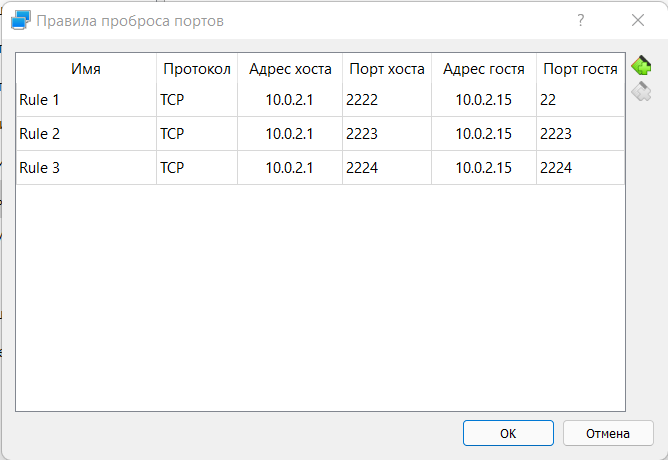 Правила проброса портов
Имя Протокол Адрес хоста Порт хоста Адрес гостя Порт гостя
Rule 1 TCP 10.0.2.1 2222 10.0.2.15 22
Rule 2 TCP 10.0.2.1 2223 10.0.2.15 2223
Rule 3 TCP 10.0.2.1 2224 10.0.2.15 2224
OK Отмена